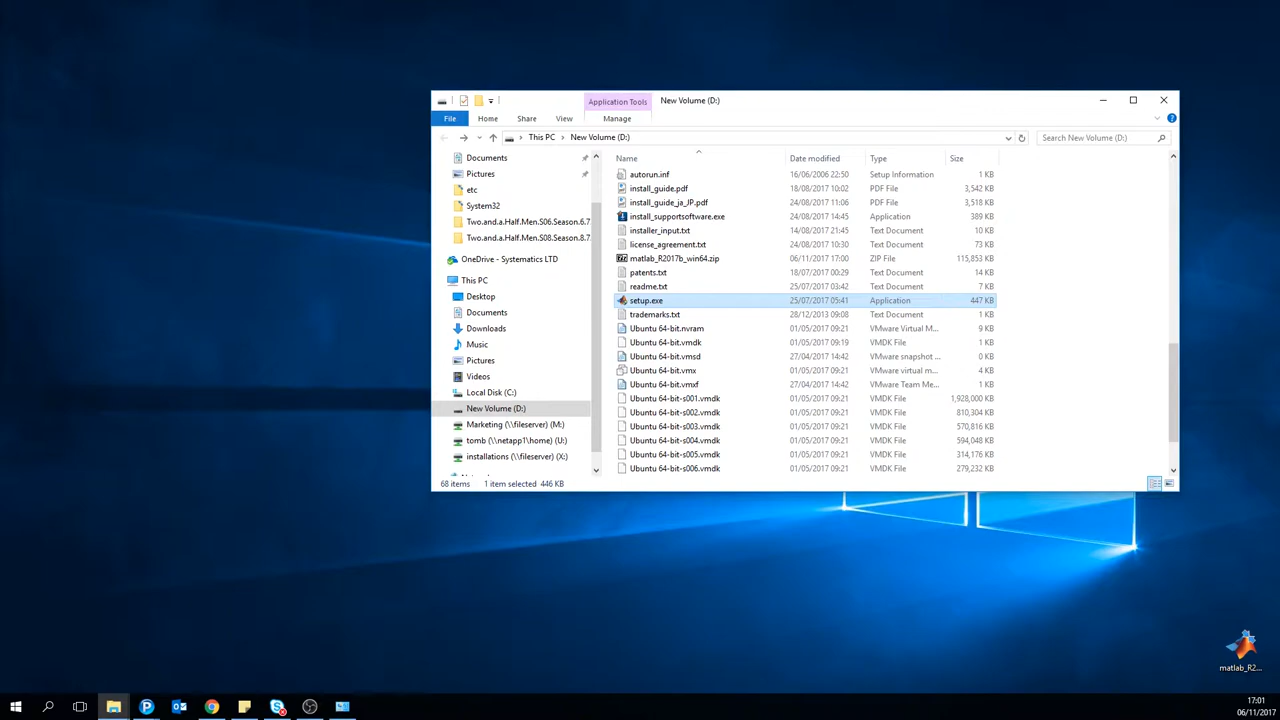 Application Tools New Volume (D:)
File Home Share View Manage
This PC New Volume (D:) Search New Volume (D:)
Documents
Pictures
etc
System32
Two.and.a.Half.Men.S06.Season.6.7
Two.and.a.Half.Men.S08.Season.8.7
OneDrive - Systematics LTD
This PC
Desktop
Documents
Downloads
Music
Pictures
Videos
Local Disk (C:)
New Volume (D:)
Marketing (\\fileserver) (M:)
tomb (\\netapp1\home) (U:)
installations (\\fileserver) (X:)
Name Date modified Type Size
autorun.inf 16/06/2006 22:50 Setup Information 1 KB
install_guide.pdf 18/08/2017 10:02 PDF File 3,542 KB
install_guide_ja_JP.pdf 24/08/2017 11:06 PDF File 3,518 KB
install_supportsoftware.exe 24/08/2017 14:45 Application 389 KB
installer_input.txt 14/08/2017 21:45 Text Document 10 KB
license_agreement.txt 24/08/2017 10:30 Text Document 73 KB
matlab_R2017b_win64.zip 06/11/2017 17:00 ZIP File 115,853 KB
patents.txt 18/07/2017 00:29 Text Document 14 KB
readme.txt 25/07/2017 03:42 Text Document 7 KB
setup.exe 25/07/2017 05:41 Application 447 KB
trademarks.txt 28/12/2013 09:08 Text Document 3 KB
Ubuntu 64-bit.nvram 01/05/2017 09:21 VMware Virtual M... 9 KB
Ubuntu 64-bit.vmdk 01/05/2017 09:19 VMDK File 1 KB
Ubuntu 64-bit.vmsd 27/04/2017 14:42 VMware snapshot ... 0 KB
Ubuntu 64-bit.vmx 01/05/2017 09:21 VMware virtual m... 4 KB
Ubuntu 64-bit.vmxf 27/04/2017 14:42 VMware Team Me... 4 KB
Ubuntu 64-bit-s001.vmdk 01/05/2017 09:21 VMDK File 1,928,000 KB
Ubuntu 64-bit-s002.vmdk 01/05/2017 09:21 VMDK File 810,304 KB
Ubuntu 64-bit-s003.vmdk 01/05/2017 09:21 VMDK File 570,816 KB
Ubuntu 64-bit-s004.vmdk 01/05/2017 09:21 VMDK File 594,048 KB
Ubuntu 64-bit-s005.vmdk 01/05/2017 09:21 VMDK File 314,176 KB
Ubuntu 64-bit-s006.vmdk 01/05/2017 09:21 VMDK File 279,232 KB
68 items 1 item selected 446 KB
matlab_R2...
17:01
06/11/2017